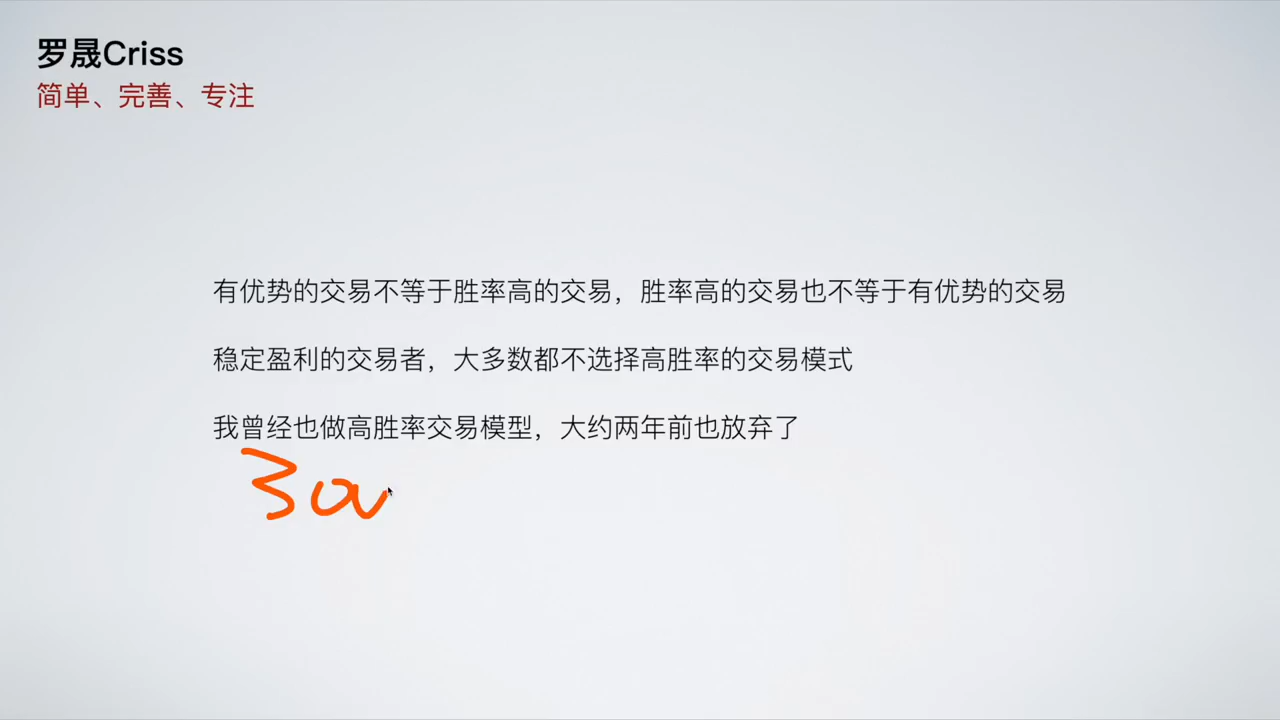 罗晟Criss
简单、完善、专注
有优势的交易不等于胜率高的交易，胜率高的交易也不等于有优势的交易
稳定盈利的交易者，大多数都不选择高胜率的交易模式
我曾经也做高胜率交易模型，大约两年前也放弃了